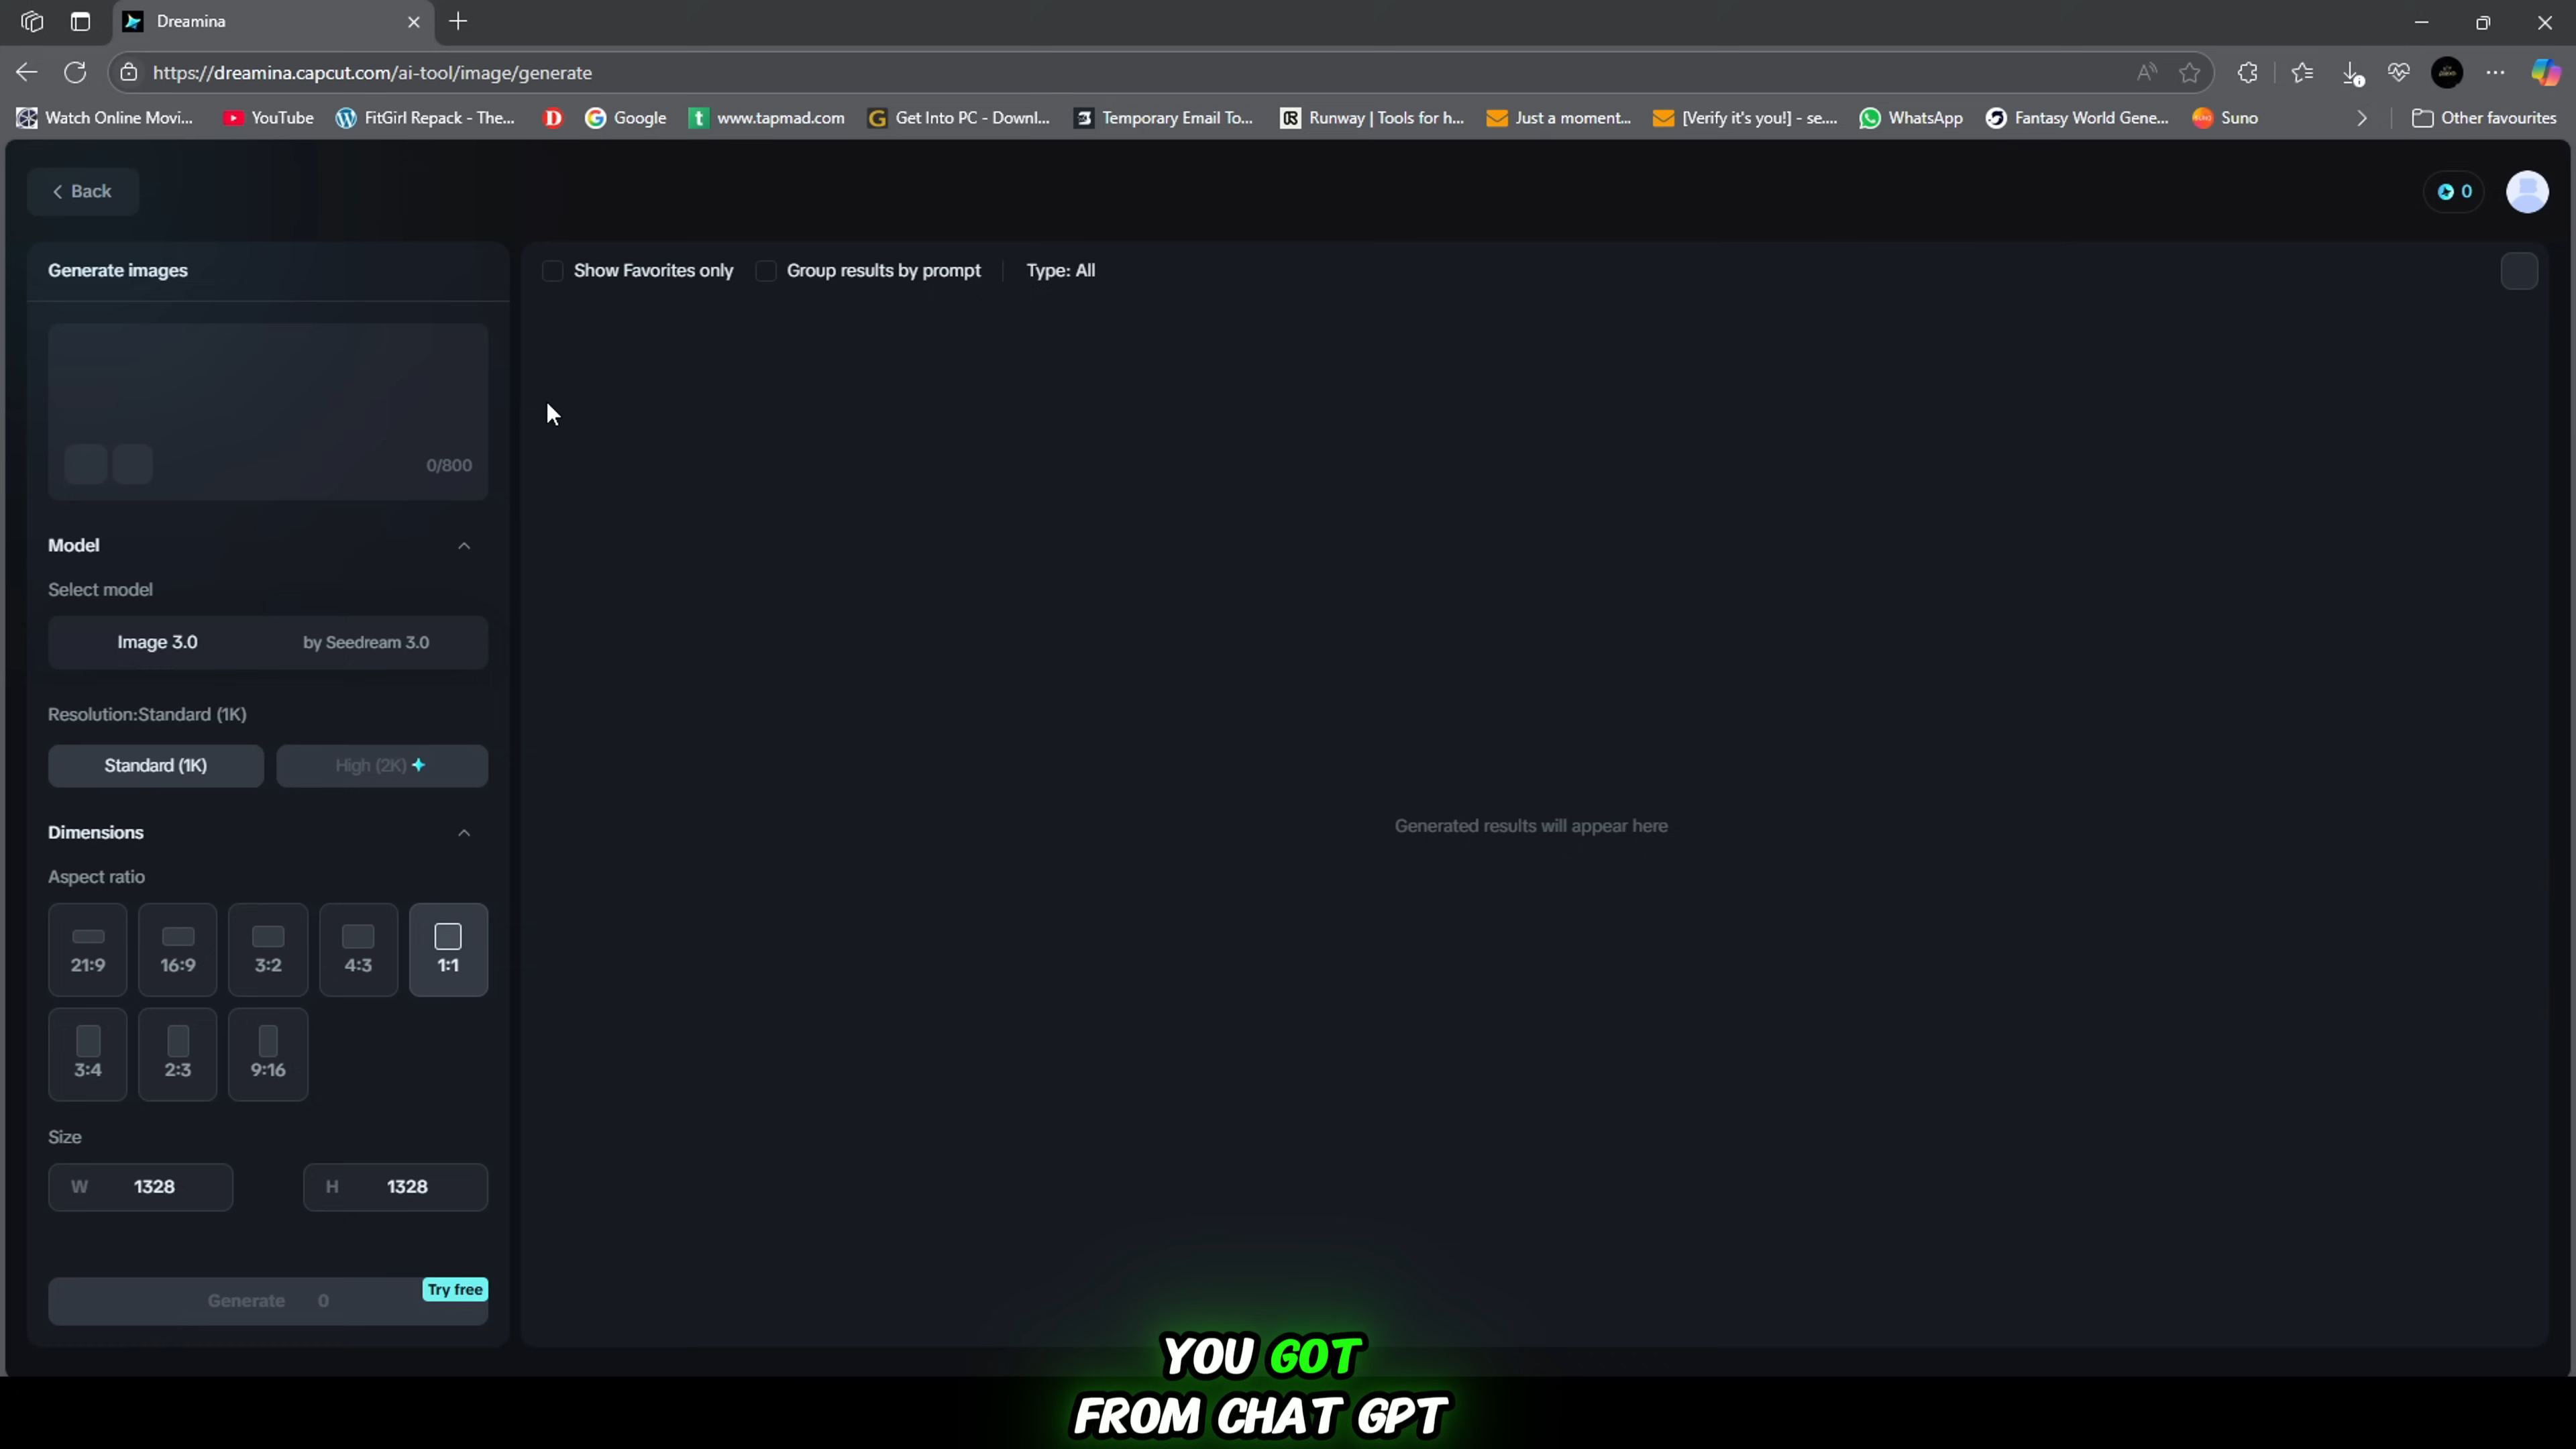 Dreamina
https://dreamina.capcut.com/ai-tool/image/generate
Watch Online Movi... YouTube FitGirl Repack - The... Google www.tapmad.com Get Into PC - Downl... Temporary Email To... Runway | Tools for h... Just a moment... [Verify it's you!] - se.... WhatsApp Fantasy World Gene... Suno Other favourites
Back
0
Generate images
Show Favorites only Group results by prompt Type: All
0/800
Model
Select model
Image 3.0 by Seedream 3.0
Resolution:Standard (1K)
Standard (1K) High (2K)
Dimensions
Aspect ratio
21:9 16:9 3:2 4:3 1:1
3:4 2:3 9:16
Size
W 1328 H 1328
Generate 0 Try free
Generated results will appear here
YOU GOT
FROM CHAT GPT